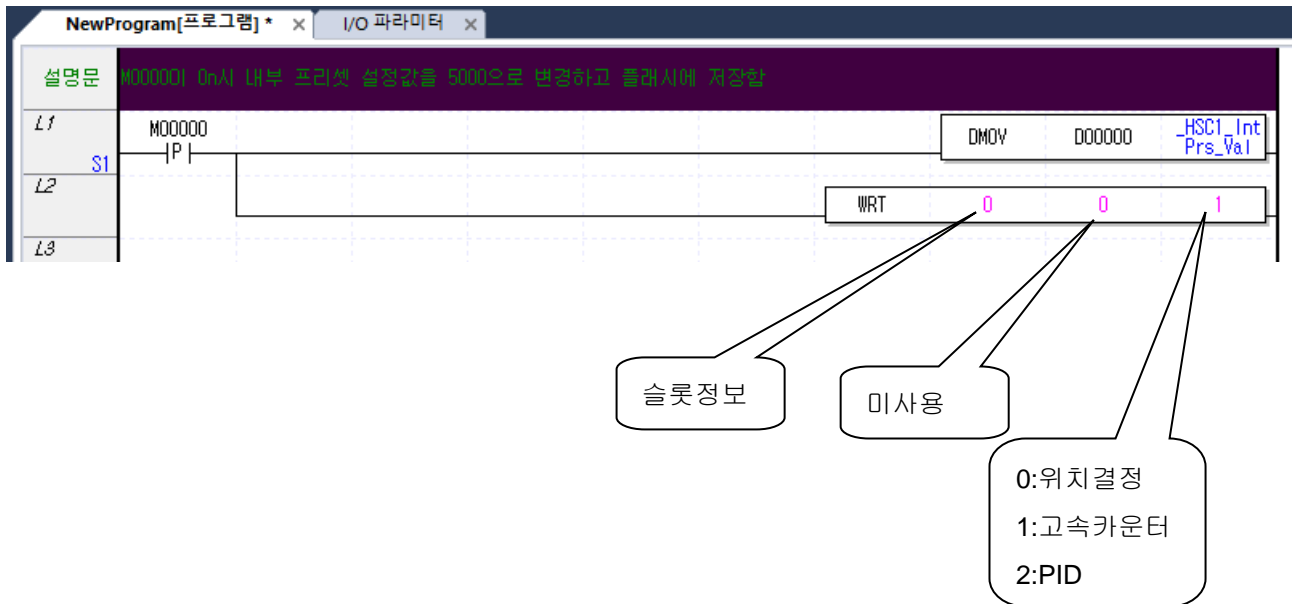 NewProgram[프로그램] * × I/O 파라미터 ×
설명문 M00000이 On시 내부 프리셋 설정값을 5000으로 변경하고 플래시에 저장함
L1 M00000 DMOV D00000 _HSC1_Int
P Prs_Val
S1
L2 WRT 0 0 1
L3
슬롯정보
미사용
0:위치결정
1:고속카운터
2:PID